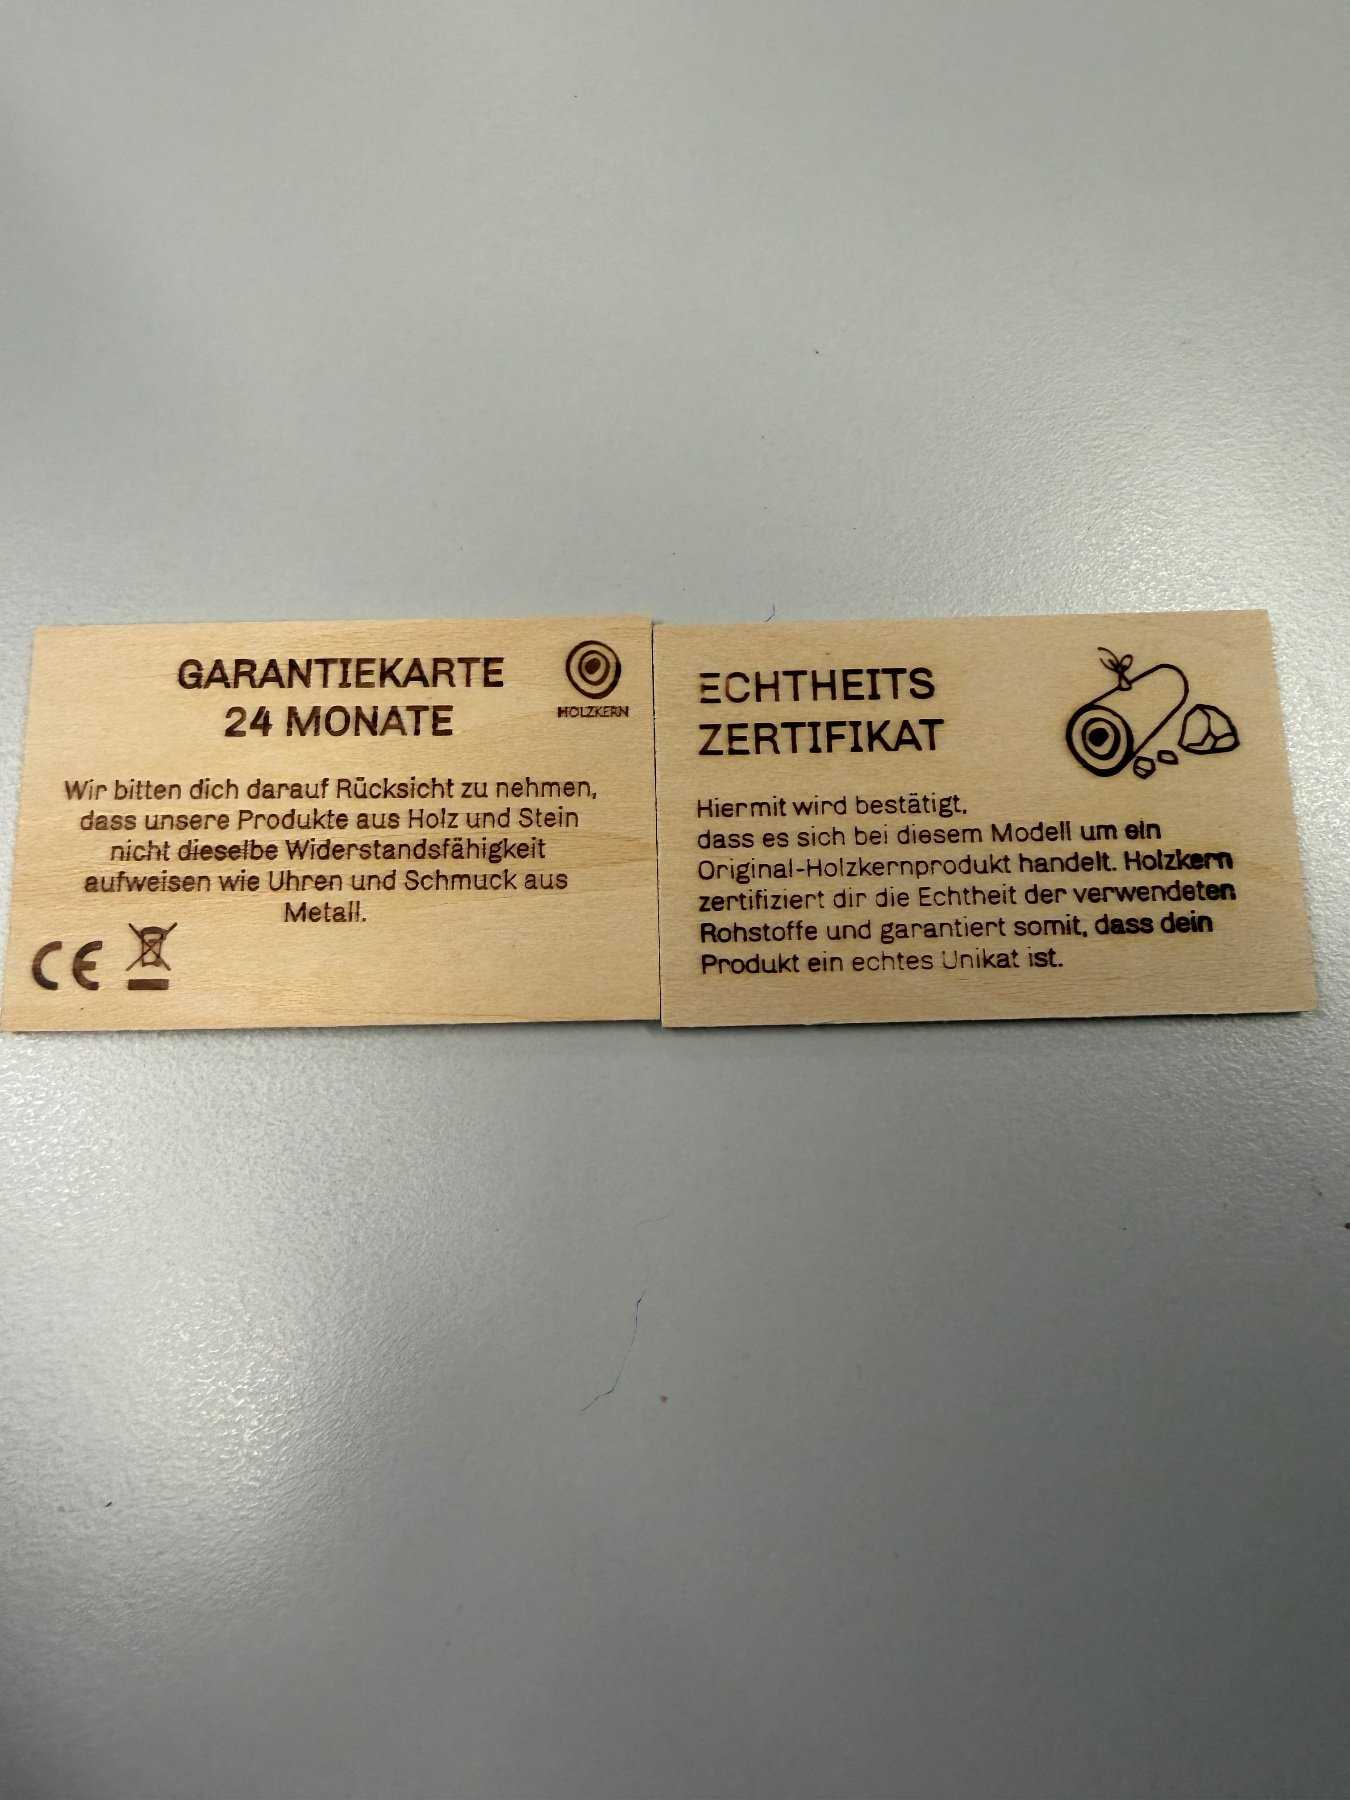 GARANTIEKARTE
24 MONATE
HOLZKERN
Wir bitten dich darauf Rücksicht zu nehmen,
dass unsere Produkte aus Holz und Stein
nicht dieselbe Widerstandsfähigkeit
aufweisen wie Uhren und Schmuck aus
Metall.
CE
ECHTHEITS
ZERTIFIKAT
Hiermit wird bestätigt,
dass es sich bei diesem Modell um ein
Original-Holzkernprodukt handelt. Holzkern
zertifiziert dir die Echtheit der verwendeten
Rohstoffe und garantiert somit, dass dein
Produkt ein echtes Unikat ist.